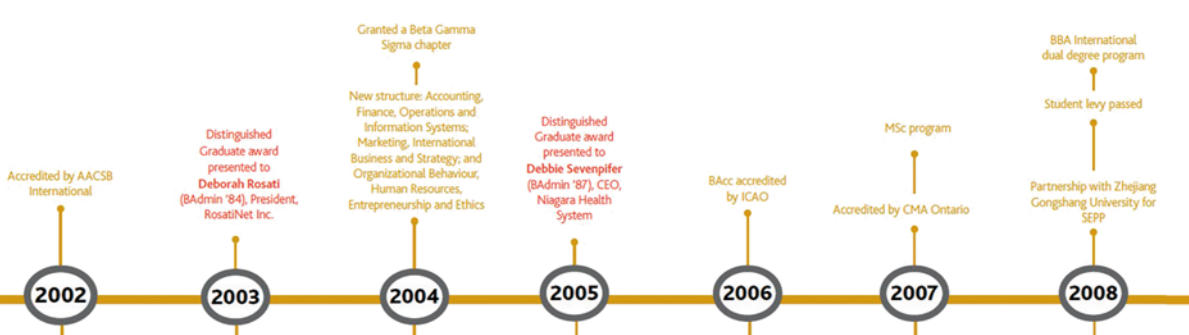 Accredited by AACSB
International
2002
Distinguished
Graduate award
presented to
Deborah Rosati
(BAdmin '84), President,
RosatiNet Inc.
2003
Granted a Beta Gamma
Sigma chapter
New structure: Accounting,
Finance, Operations and
Information Systems;
Marketing, International
Business and Strategy; and
Organizational Behaviour,
Human Resources,
Entrepreneurship and Ethics
2004
Distinguished
Graduate award
presented to
Debbie Sevenpifer
(BAdmin '87), CEO,
Niagara Health
System
2005
BAcc accredited
by ICAO
2006
MSc program
Accredited by CMA Ontario
2007
BBA International
dual degree program
Student levy passed
Partnership with Zhejiang
Gongshang University for
SEPP
2008